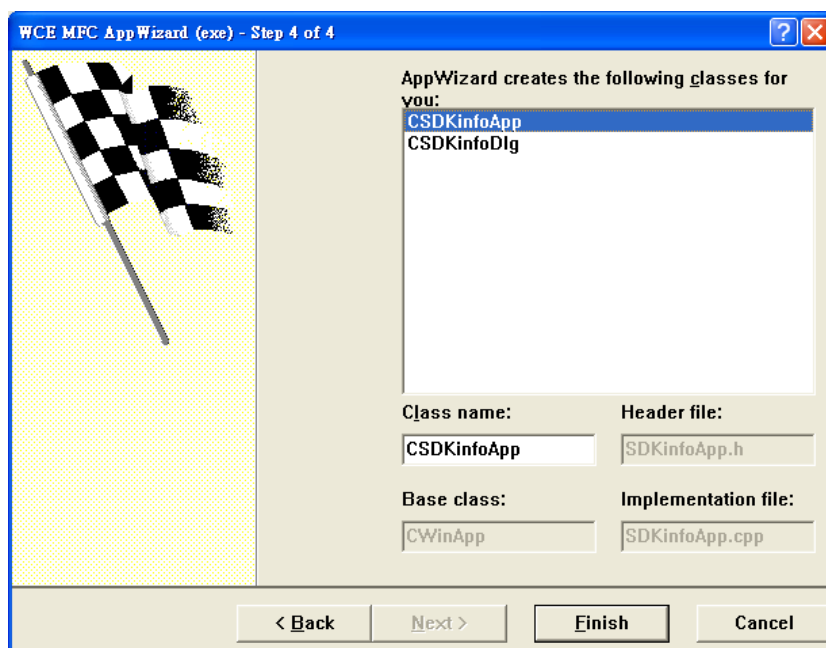 WCE MFC AppWizard (exe) - Step 4 of 4
AppWizard creates the following classes for
you:
CSDKinfoApp
CSDKinfoDlg
Class name:
Header file:
CSDKinfoApp
SDKinfoApp.h
Base class:
Implementation file:
CWinApp
SDKinfoApp.cpp
< Back
Next >
Finish
Cancel